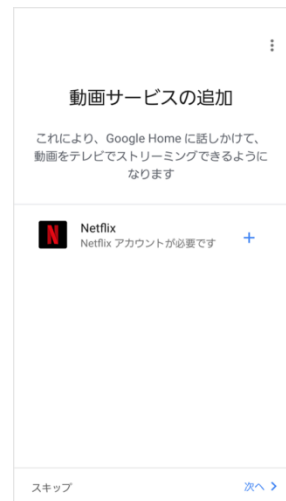 動画サービスの追加
これにより、Google Home に話しかけて、
動画をテレビでストリーミングできるように
なります
N
Netflix
Netflix アカウントが必要です
スキップ
次へ